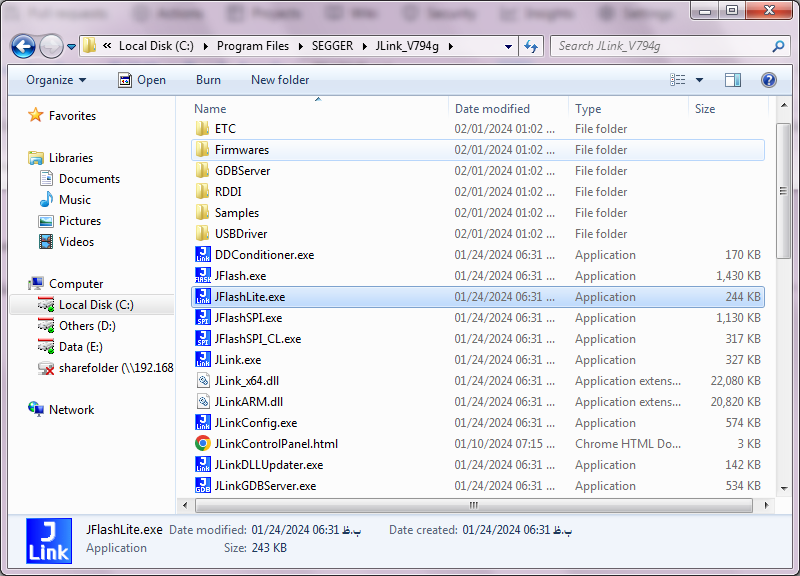 « Local Disk (C:) ▸ Program Files ▸ SEGGER ▸ JLink_V794g ▸
Search JLink_V794g
Organize Open Burn New folder
Favorites
Libraries
Documents
Music
Pictures
Videos
Computer
Local Disk (C:)
Others (D:)
Data (E:)
sharefolder (\\192.168
Network
Name Date modified Type Size
ETC 02/01/2024 01:02 ... File folder
Firmwares 02/01/2024 01:02 ... File folder
GDBServer 02/01/2024 01:02 ... File folder
RDDI 02/01/2024 01:02 ... File folder
Samples 02/01/2024 01:02 ... File folder
USBDriver 02/01/2024 01:02 ... File folder
DDConditioner.exe 01/24/2024 06:31 ... Application 170 KB
JFlash.exe 01/24/2024 06:31 ... Application 1,430 KB
JFlashLite.exe 01/24/2024 06:31 ... Application 244 KB
JFlashSPI.exe 01/24/2024 06:31 ... Application 1,130 KB
JFlashSPI_CL.exe 01/24/2024 06:31 ... Application 317 KB
JLink.exe 01/24/2024 06:31 ... Application 327 KB
JLink_x64.dll 01/24/2024 06:31 ... Application extens... 22,080 KB
JLinkARM.dll 01/24/2024 06:31 ... Application extens... 20,820 KB
JLinkConfig.exe 01/24/2024 06:31 ... Application 574 KB
JLinkControlPanel.html 01/10/2024 07:15 ... Chrome HTML Do... 3 KB
JLinkDLLUpdater.exe 01/24/2024 06:31 ... Application 142 KB
JLinkGDBServer.exe 01/24/2024 06:31 ... Application 534 KB
J Link
JFlashLite.exe Date modified: 01/24/2024 06:31 ب.ظ Date created: 01/24/2024 06:31 ب.ظ
Application Size: 243 KB